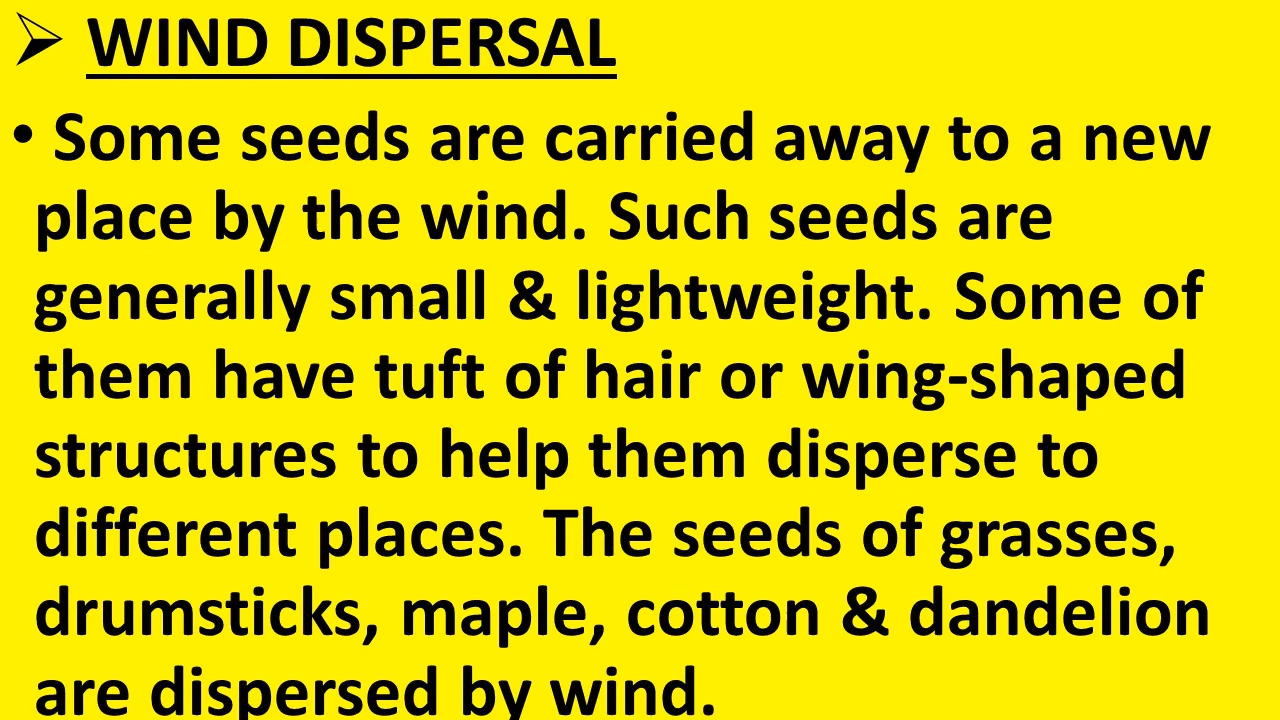 ➢ WIND DISPERSAL
• Some seeds are carried away to a new
place by the wind. Such seeds are
generally small & lightweight. Some of
them have tuft of hair or wing-shaped
structures to help them disperse to
different places. The seeds of grasses,
drumsticks, maple, cotton & dandelion
are dispersed by wind.